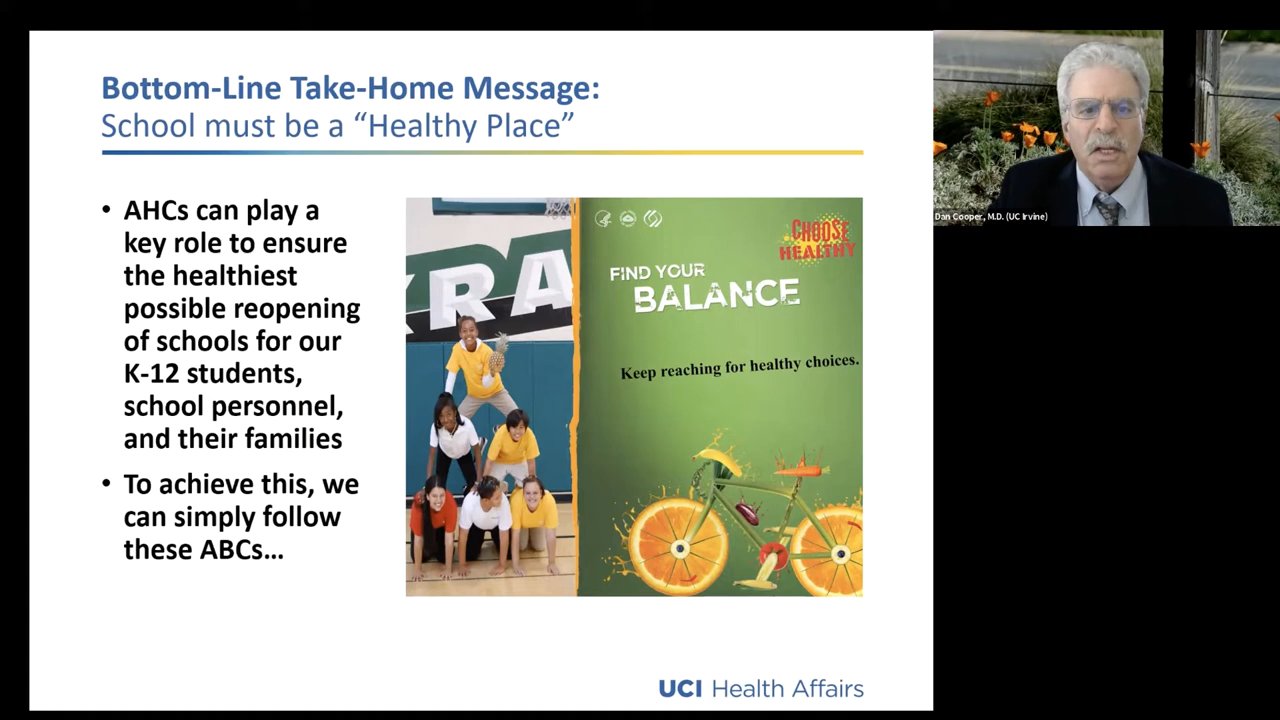 Bottom-Line Take-Home Message:
School must be a “Healthy Place”
• AHCs can play a
key role to ensure
the healthiest
possible reopening
of schools for our
K-12 students,
school personnel,
and their families
• To achieve this, we
can simply follow
these ABCs...
KRA
CHOOSE
HEALTHY
FIND YOUR
BALANCE
Keep reaching for healthy choices.
UCI Health Affairs
Dan Cooper, M.D. (UC Irvine)